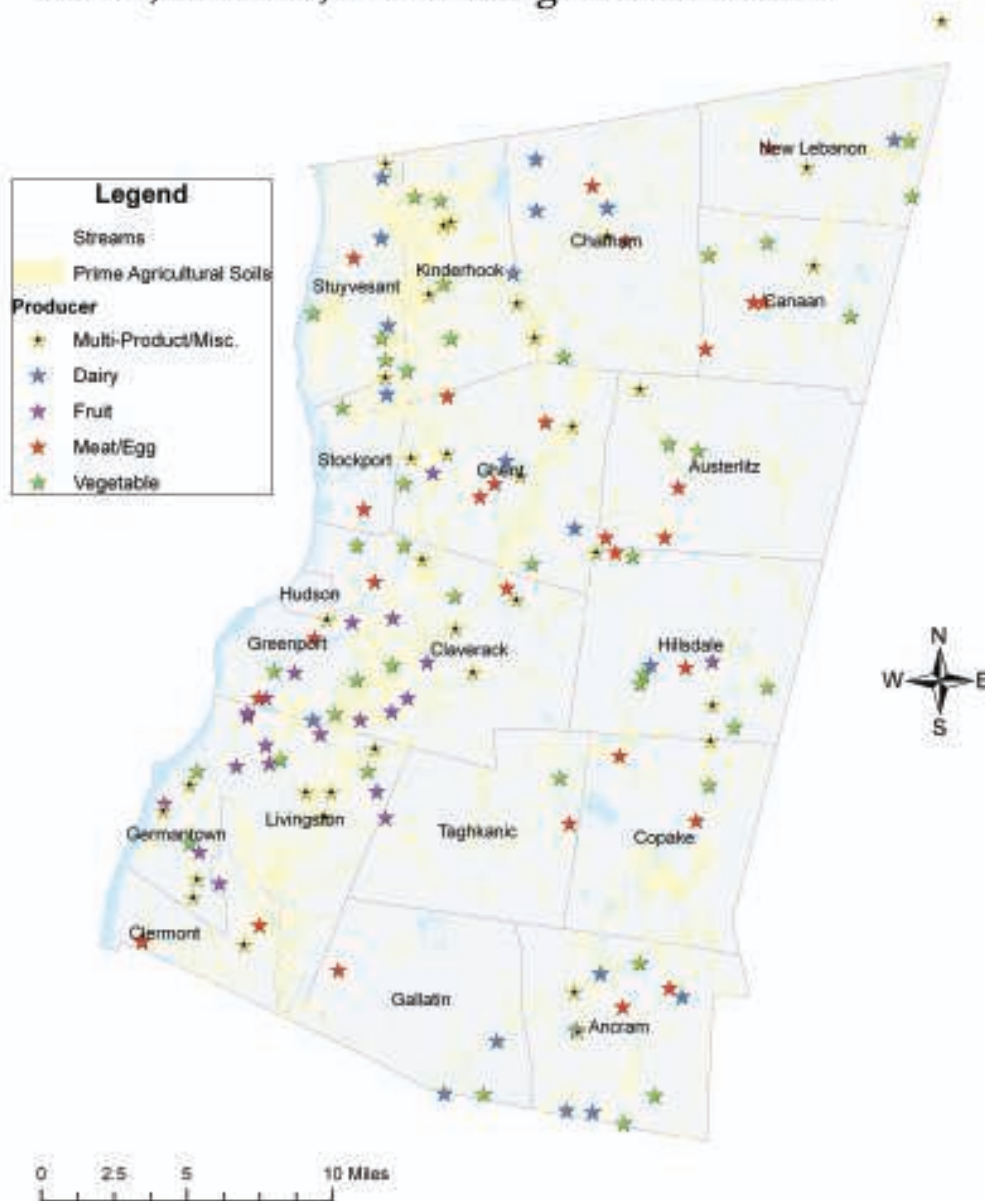 New Lebanon
Legend
Streams
Chatham
Prime Agricultural Soils
Kinderhook
Stuyvesant
Canaan
Producer
Multi-Product/Misc.
Dairy
Fruit
Meat/Egg
Vegetable
Stockport
Ghent
Austerlitz
Hudson
Greenport
Claverack
Hillsdale
N
W E
S
Germantown
Livingston
Taghkanic
Copake
Clermont
Gallatin
Ancram
0 2.5 5 10 Miles